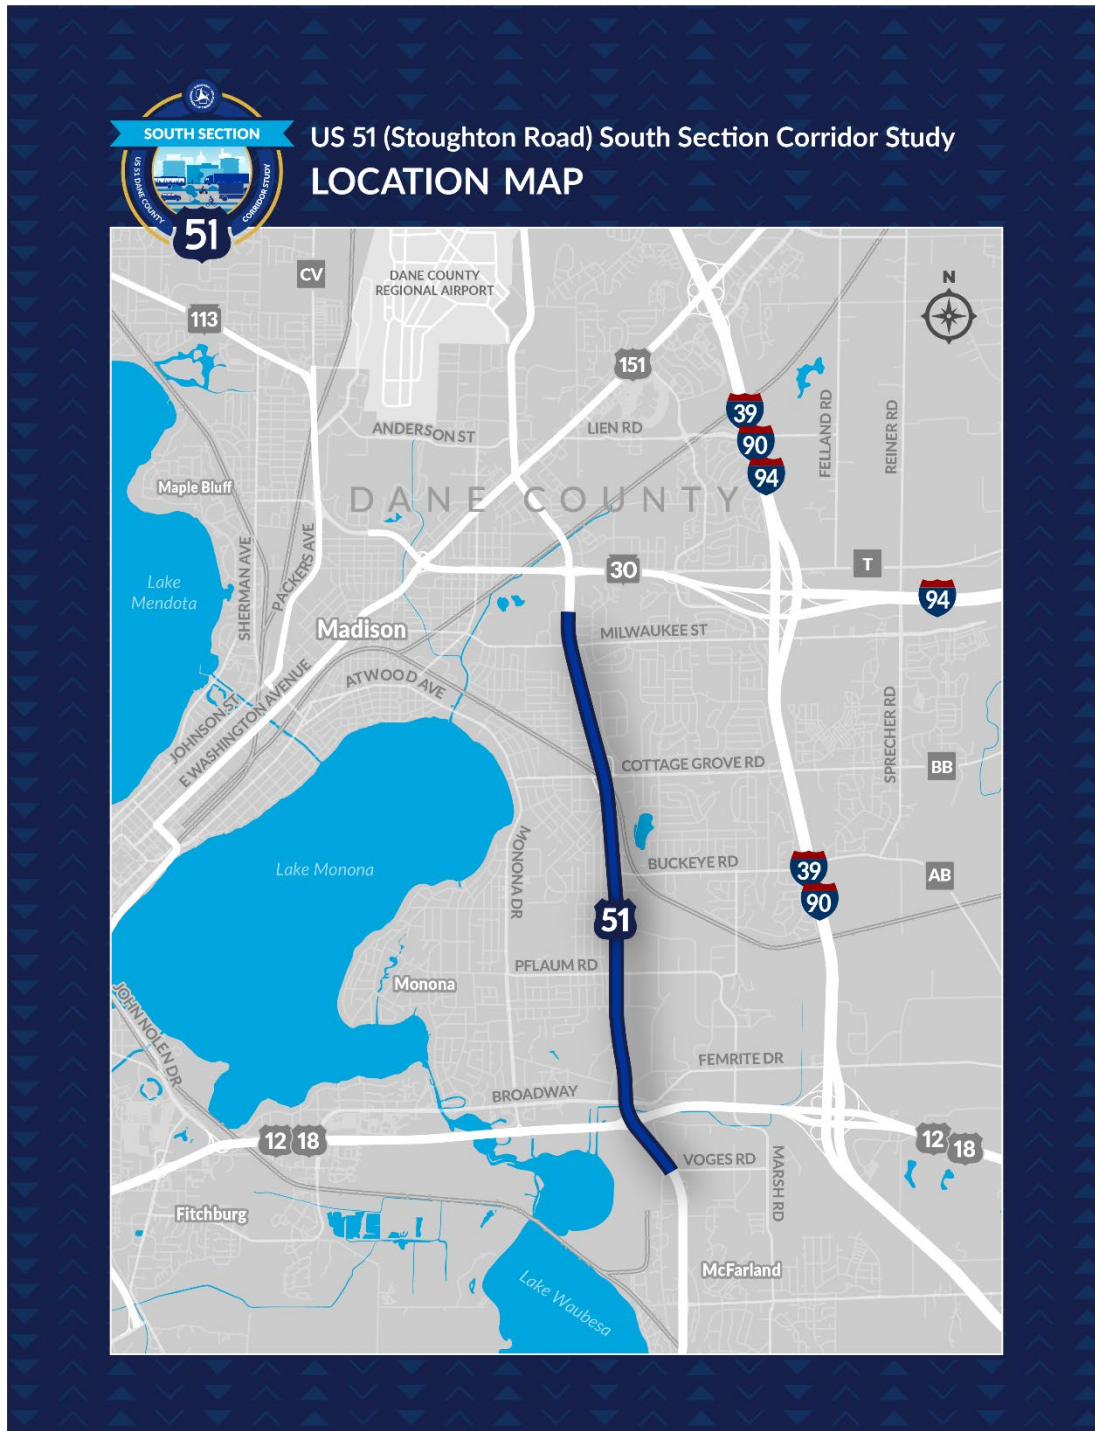 SOUTH SECTION
US 51 DANE COUNTY
CORRIDOR STUDY
51
US 51 (Stoughton Road) South Section Corridor Study
LOCATION MAP
CV
DANE COUNTY
REGIONAL AIRPORT
N
113
151
39
90
94
ANDERSON ST
LIEN RD
FELLAND RD
REINER RD
Maple Bluff
DANE COUNTY
SHERMAN AVE
PACKERS AVE
30
T
94
Lake
Mendota
Madison
MILWAUKEE ST
ATWOOD AVE
JOHNSON ST
E WASHINGTON AVENUE
SPRECHER RD
COTTAGE GROVE RD
BB
Lake Monona
MONONA DR
BUCKEYE RD
39
90
AB
51
PFLAUM RD
Monona
JOHN NOLEN DR
FEMRITE DR
BROADWAY
12
18
12
18
VOGES RD
MARSH RD
Fitchburg
McFarland
Lake Waubesa